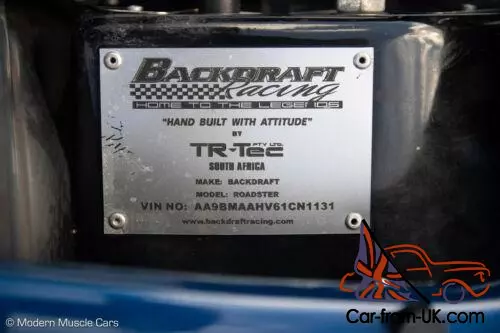 BACKDRAFT
Racing
HOME TO THE LEGENDS
"HAND BUILT WITH ATTITUDE"
BY
TR-Tec PTY LTD.
SOUTH AFRICA
MAKE: BACKDRAFT
MODEL: ROADSTER
VIN NO: AA9BMAAHV61CN1131
www.backdraftracing.com
© Modern Muscle Cars
Car-from-UK.com